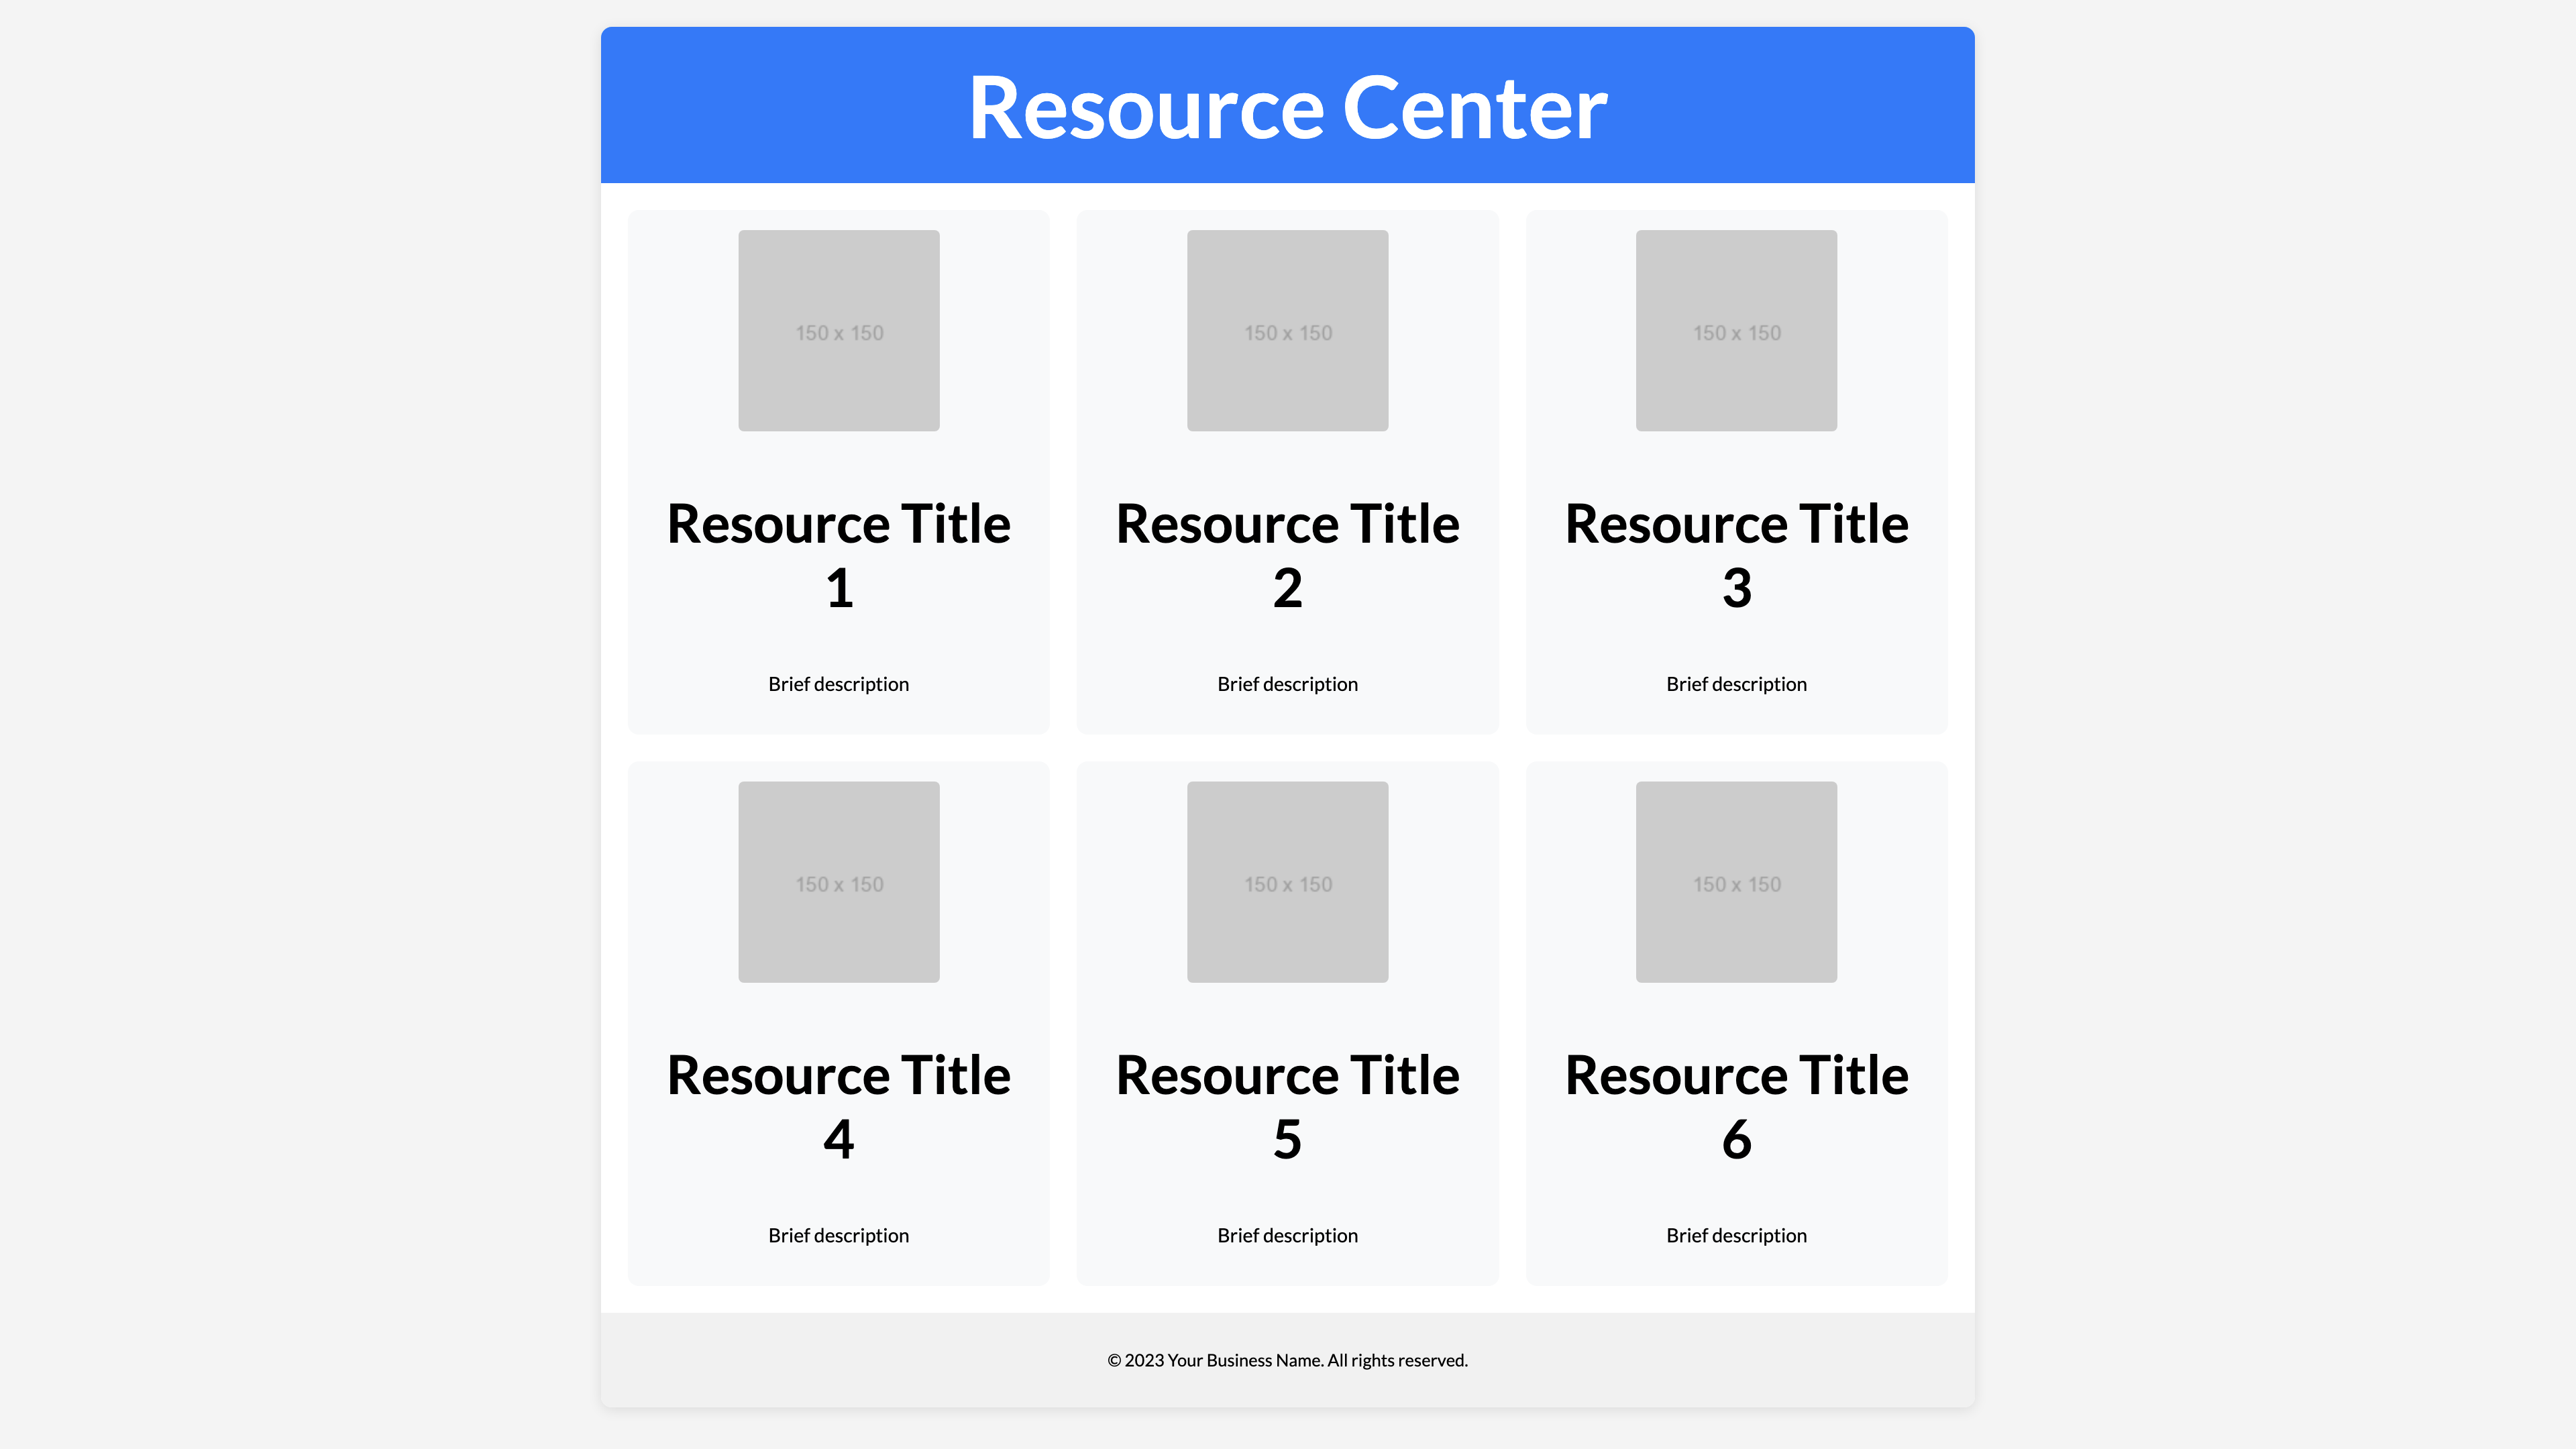 Resource Center
150 x 150
150 x 150
150 x 150
Resource Title
1
Resource Title
2
Resource Title
3
Brief description
Brief description
Brief description
150 x 150
150 x 150
150 x 150
Resource Title
4
Resource Title
5
Resource Title
6
Brief description
Brief description
Brief description
© 2023 Your Business Name. All rights reserved.